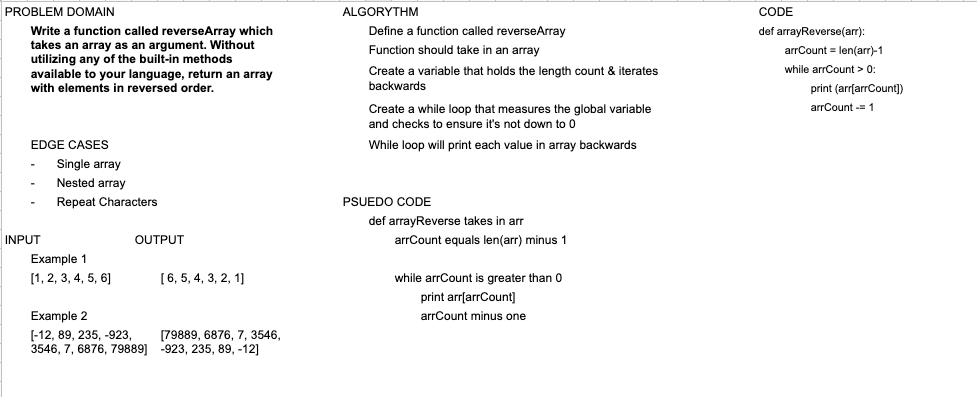 PROBLEM DOMAIN
Write a function called reverseArray which
takes an array as an argument. Without
utilizing any of the built-in methods
available to your language, return an array
with elements in reversed order.
EDGE CASES
- Single array
- Nested array
- Repeat Characters
INPUT OUTPUT
Example 1
[1, 2, 3, 4, 5, 6] [ 6, 5, 4, 3, 2, 1]
Example 2
[-12, 89, 235, -923, [79889, 6876, 7, 3546,
3546, 7, 6876, 79889] -923, 235, 89, -12]
ALGORYTHM
Define a function called reverseArray
Function should take in an array
Create a variable that holds the length count & iterates
backwards
Create a while loop that measures the global variable
and checks to ensure it's not down to 0
While loop will print each value in array backwards
PSUEDO CODE
def arrayReverse takes in arr
arrCount equals len(arr) minus 1
while arrCount is greater than 0
print arr[arrCount]
arrCount minus one
CODE
def arrayReverse(arr):
arrCount = len(arr)-1
while arrCount > 0:
print (arr[arrCount])
arrCount -= 1